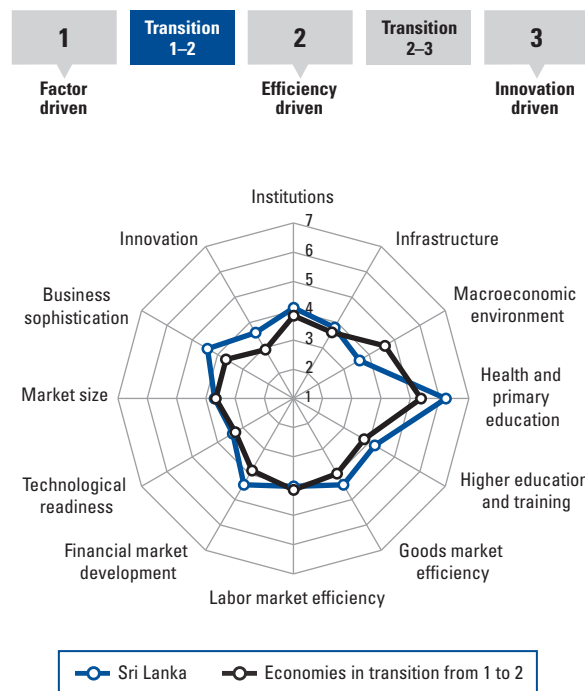 1
Transition
1–2
2
Transition
2–3
3
Factor
driven
Efficiency
driven
Innovation
driven
Institutions
Infrastructure
Macroeconomic
environment
Health and
primary
education
Higher education
and training
Goods market
efficiency
Labor market efficiency
Financial market
development
Technological
readiness
Market size
Business
sophistication
Innovation
7
6
5
4
3
2
1
Sri Lanka
Economies in transition from 1 to 2